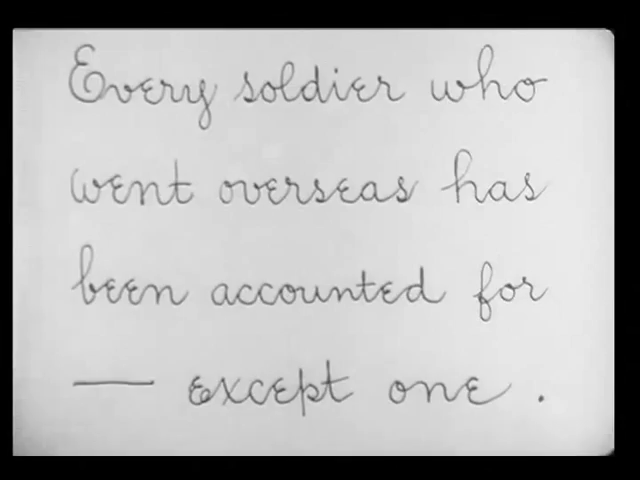 Every soldier who
went overseas has
been accounted for
— except one.